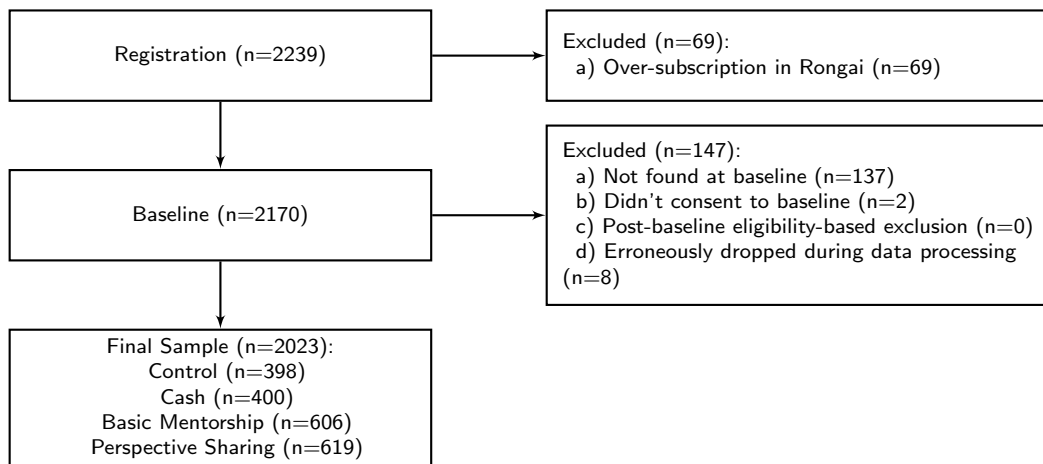 Registration (n=2239)
Excluded (n=69):
a) Over-subscription in Rongai (n=69)
Baseline (n=2170)
Excluded (n=147):
a) Not found at baseline (n=137)
b) Didn't consent to baseline (n=2)
c) Post-baseline eligibility-based exclusion (n=0)
d) Erroneously dropped during data processing
(n=8)
Final Sample (n=2023):
Control (n=398)
Cash (n=400)
Basic Mentorship (n=606)
Perspective Sharing (n=619)